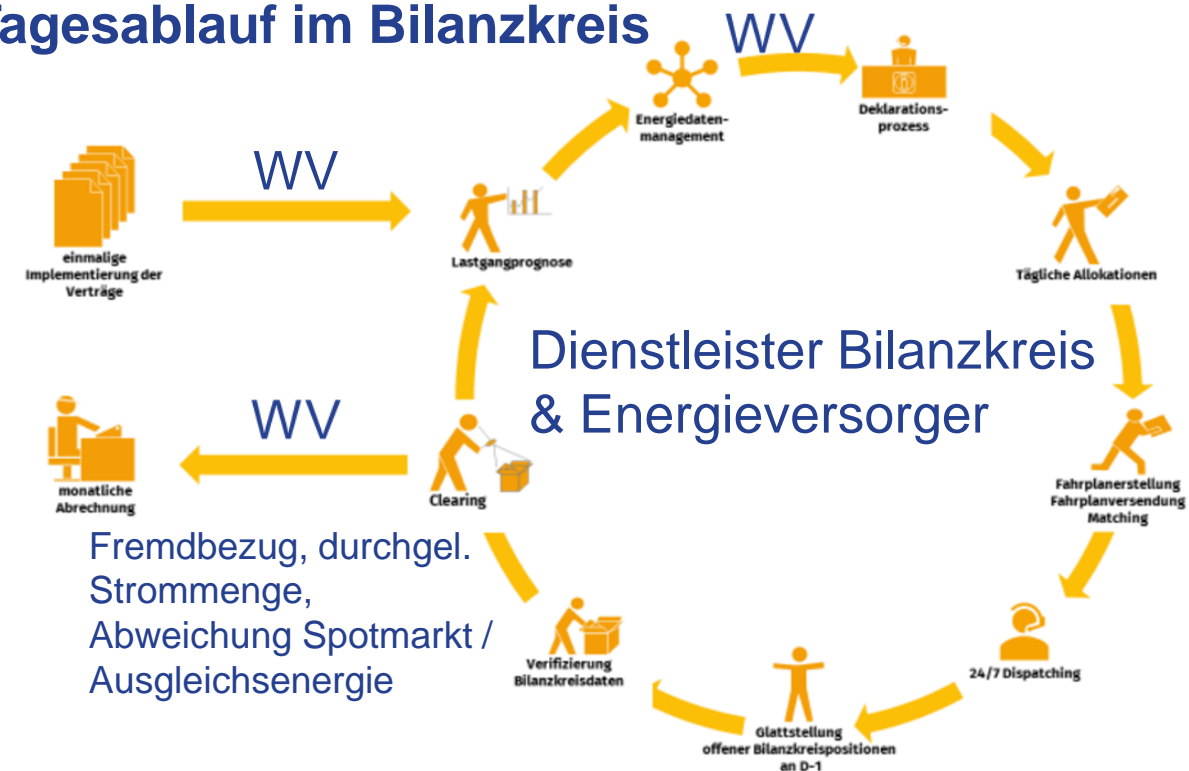 Tagesablauf im Bilanzkreis
WV
Energiedaten-
management
Deklarations-
prozess
WV
einmalige
Implementierung der
Verträge
Lastgangprognose
Tägliche Allokationen
Dienstleister Bilanzkreis
& Energieversorger
WV
monatliche
Abrechnung
Clearing
Fahrplanerstellung
Fahrplanversendung
Matching
Fremdbezug, durchgel.
Strommenge,
Abweichung Spotmarkt /
Ausgleichsenergie
Verifizierung
Bilanzkreisdaten
24/7 Dispatching
Glattstellung
offener Bilanzkreispositionen
an D-1